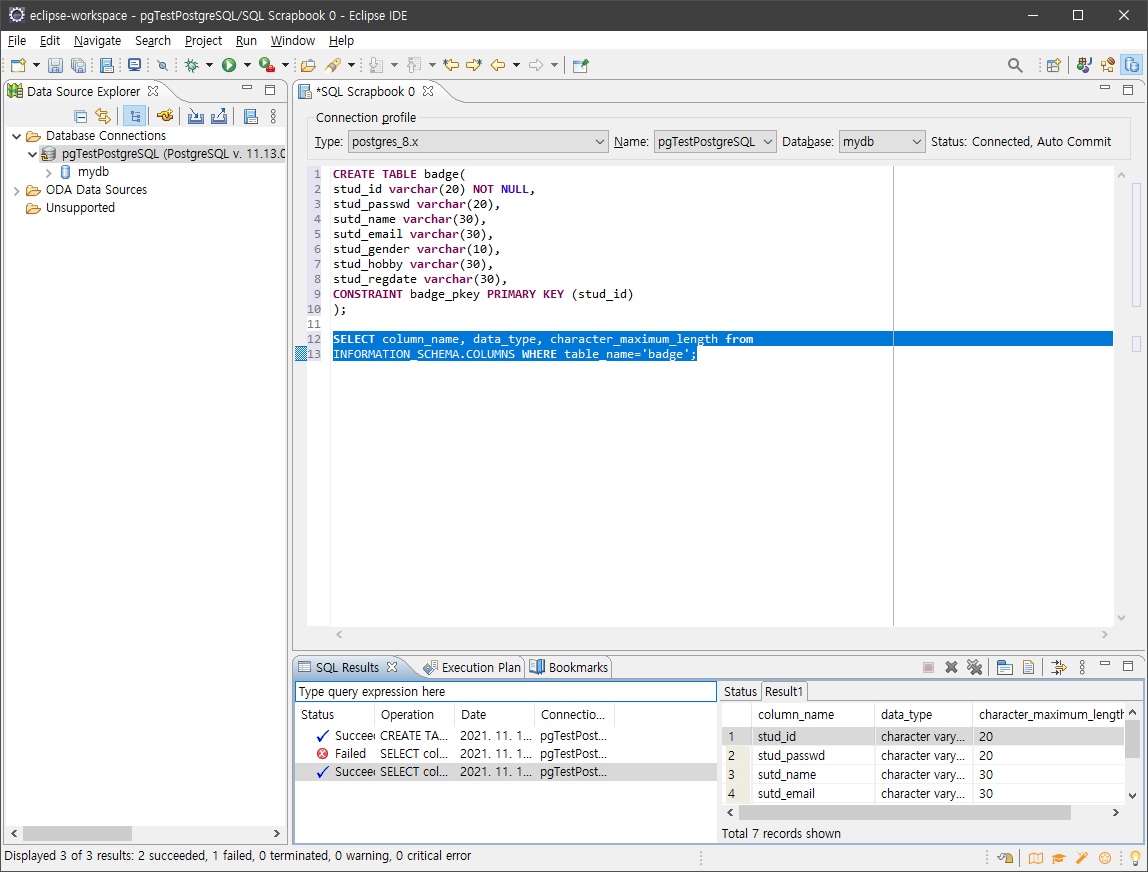 eclipse-workspace - pgTestPostgreSQL/SQL Scrapbook 0 - Eclipse IDE
File Edit Navigate Search Project Run Window Help
Data Source Explorer
Database Connections
pgTestPostgreSQL (PostgreSQL v. 11.13.0
mydb
ODA Data Sources
Unsupported
*SQL Scrapbook 0
Connection profile
Type: postgres_8.x Name: pgTestPostgreSQL Database: mydb Status: Connected, Auto Commit
1 CREATE TABLE badge(
2 stud_id varchar(20) NOT NULL,
3 stud_passwd varchar(20),
4 sutd_name varchar(30),
5 sutd_email varchar(30),
6 stud_gender varchar(10),
7 stud_hobby varchar(30),
8 stud_regdate varchar(30),
9 CONSTRAINT badge_pkey PRIMARY KEY (stud_id)
10 );
11
12 SELECT column_name, data_type, character_maximum_length from
13 INFORMATION_SCHEMA.COLUMNS WHERE table_name='badge';
SQL Results Execution Plan Bookmarks
Type query expression here
Status Operation Date Connectio...
Succee CREATE TA... 2021. 11. 1... pgTestPost...
Failed SELECT col... 2021. 11. 1... pgTestPost...
Succee SELECT col... 2021. 11. 1... pgTestPost...
Status Result1
column_name data_type character_maximum_length
1 stud_id character vary... 20
2 stud_passwd character vary... 20
3 sutd_name character vary... 30
4 sutd_email character vary... 30
Total 7 records shown
Displayed 3 of 3 results: 2 succeeded, 1 failed, 0 terminated, 0 warning, 0 critical error